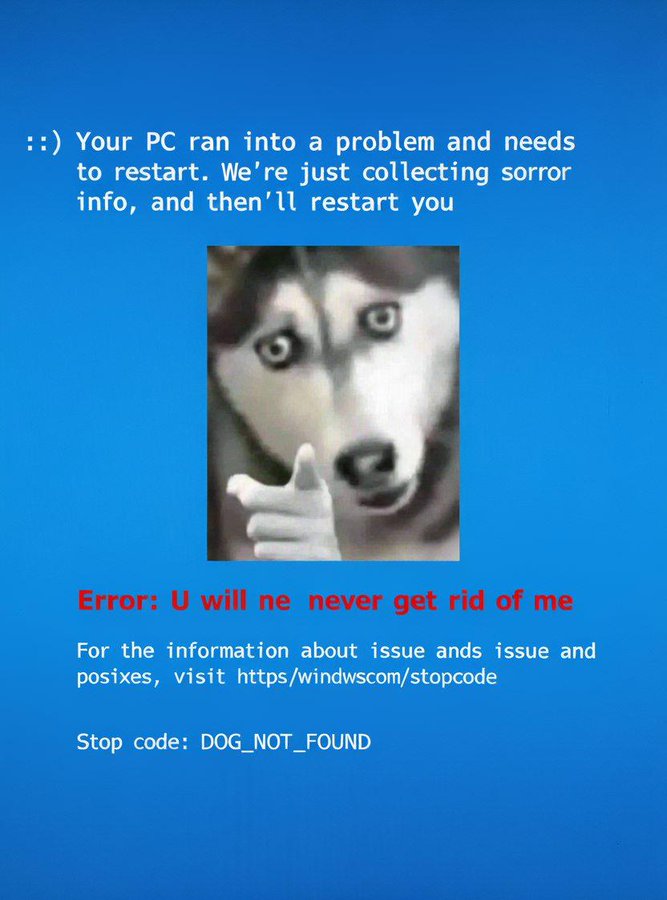 ::) Your PC ran into a problem and needs
to restart. We're just collecting sorror
info, and then'll restart you
Error: U will ne never get rid of me
For the information about issue ands issue and
posixes, visit https/windwscom/stopcode
Stop code: DOG_NOT_FOUND